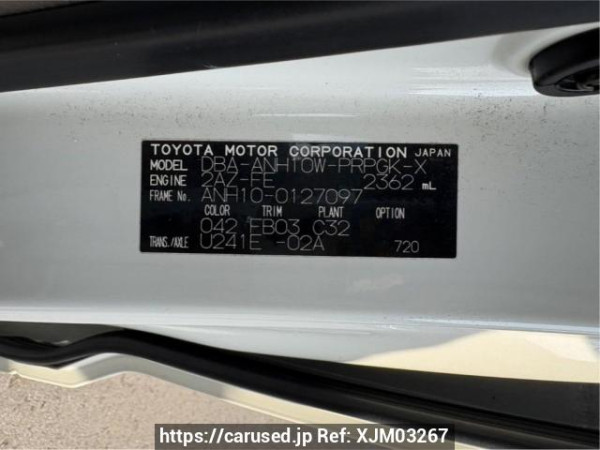 TOYOTA MOTOR CORPORATION JAPAN
MODEL DBA-ANH10W-PRPGK-X
ENGINE 2AZ-FE 2362 mL
FRAME No. ANH10-0127097
COLOR TRIM PLANT OPTION
042 EB03 C32
TRANS./AXLE U241E -02A 720
https://carused.jp Ref: XJM03267